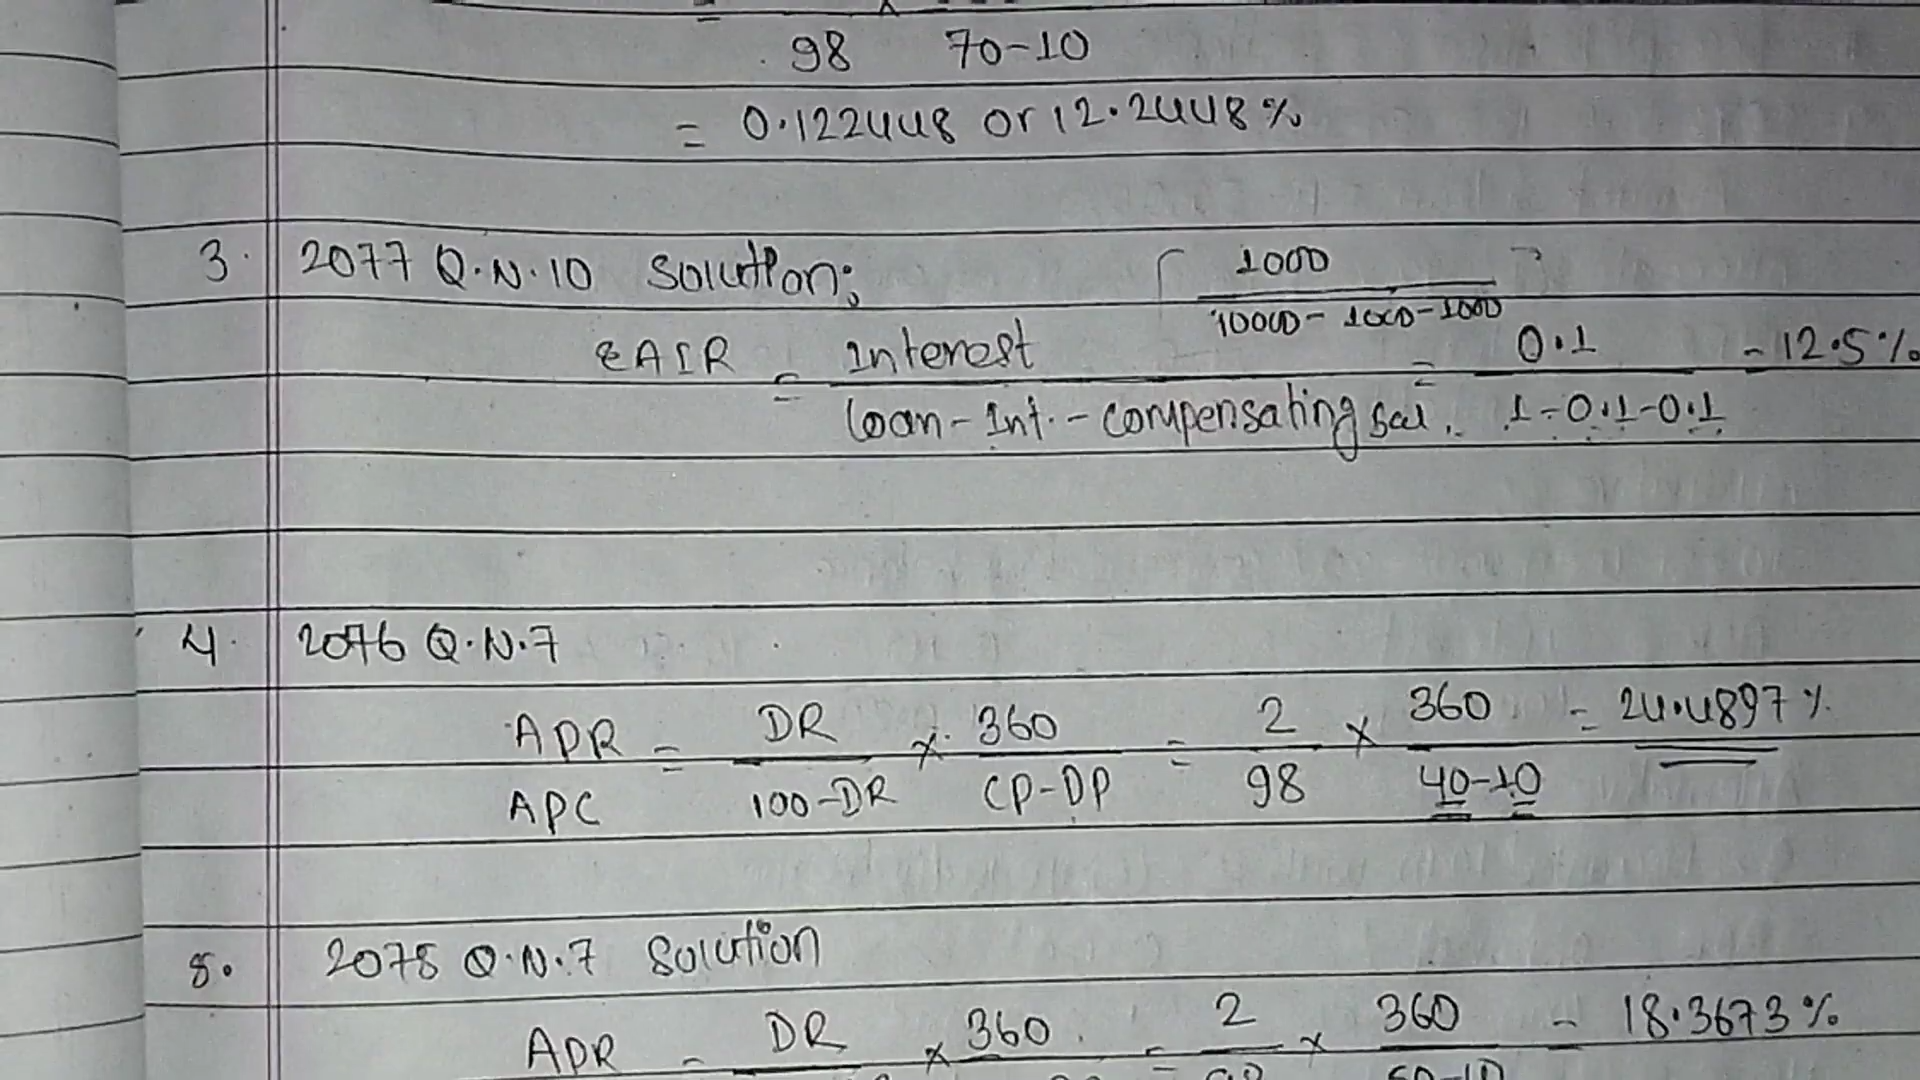 =
98 70-10
= 0.122448 or 12.2448%
3. 2077 Q.N.10 Solution:
[ 1000 / 10000 - 1000 - 1000 ]
EAIR = Interest / Loan - Int. - compensating bal. = 0.1 / 1-0.1-0.1 = 12.5%
4. 2076 Q.N.7
APR = DR / 100-DR × 360 / CP-DP = 2 / 98 × 360 / 40-10 = 24.4897%
APC
5. 2075 Q.N.7 Solution
APR = DR × 360 = 2 × 360 = 18.3673%